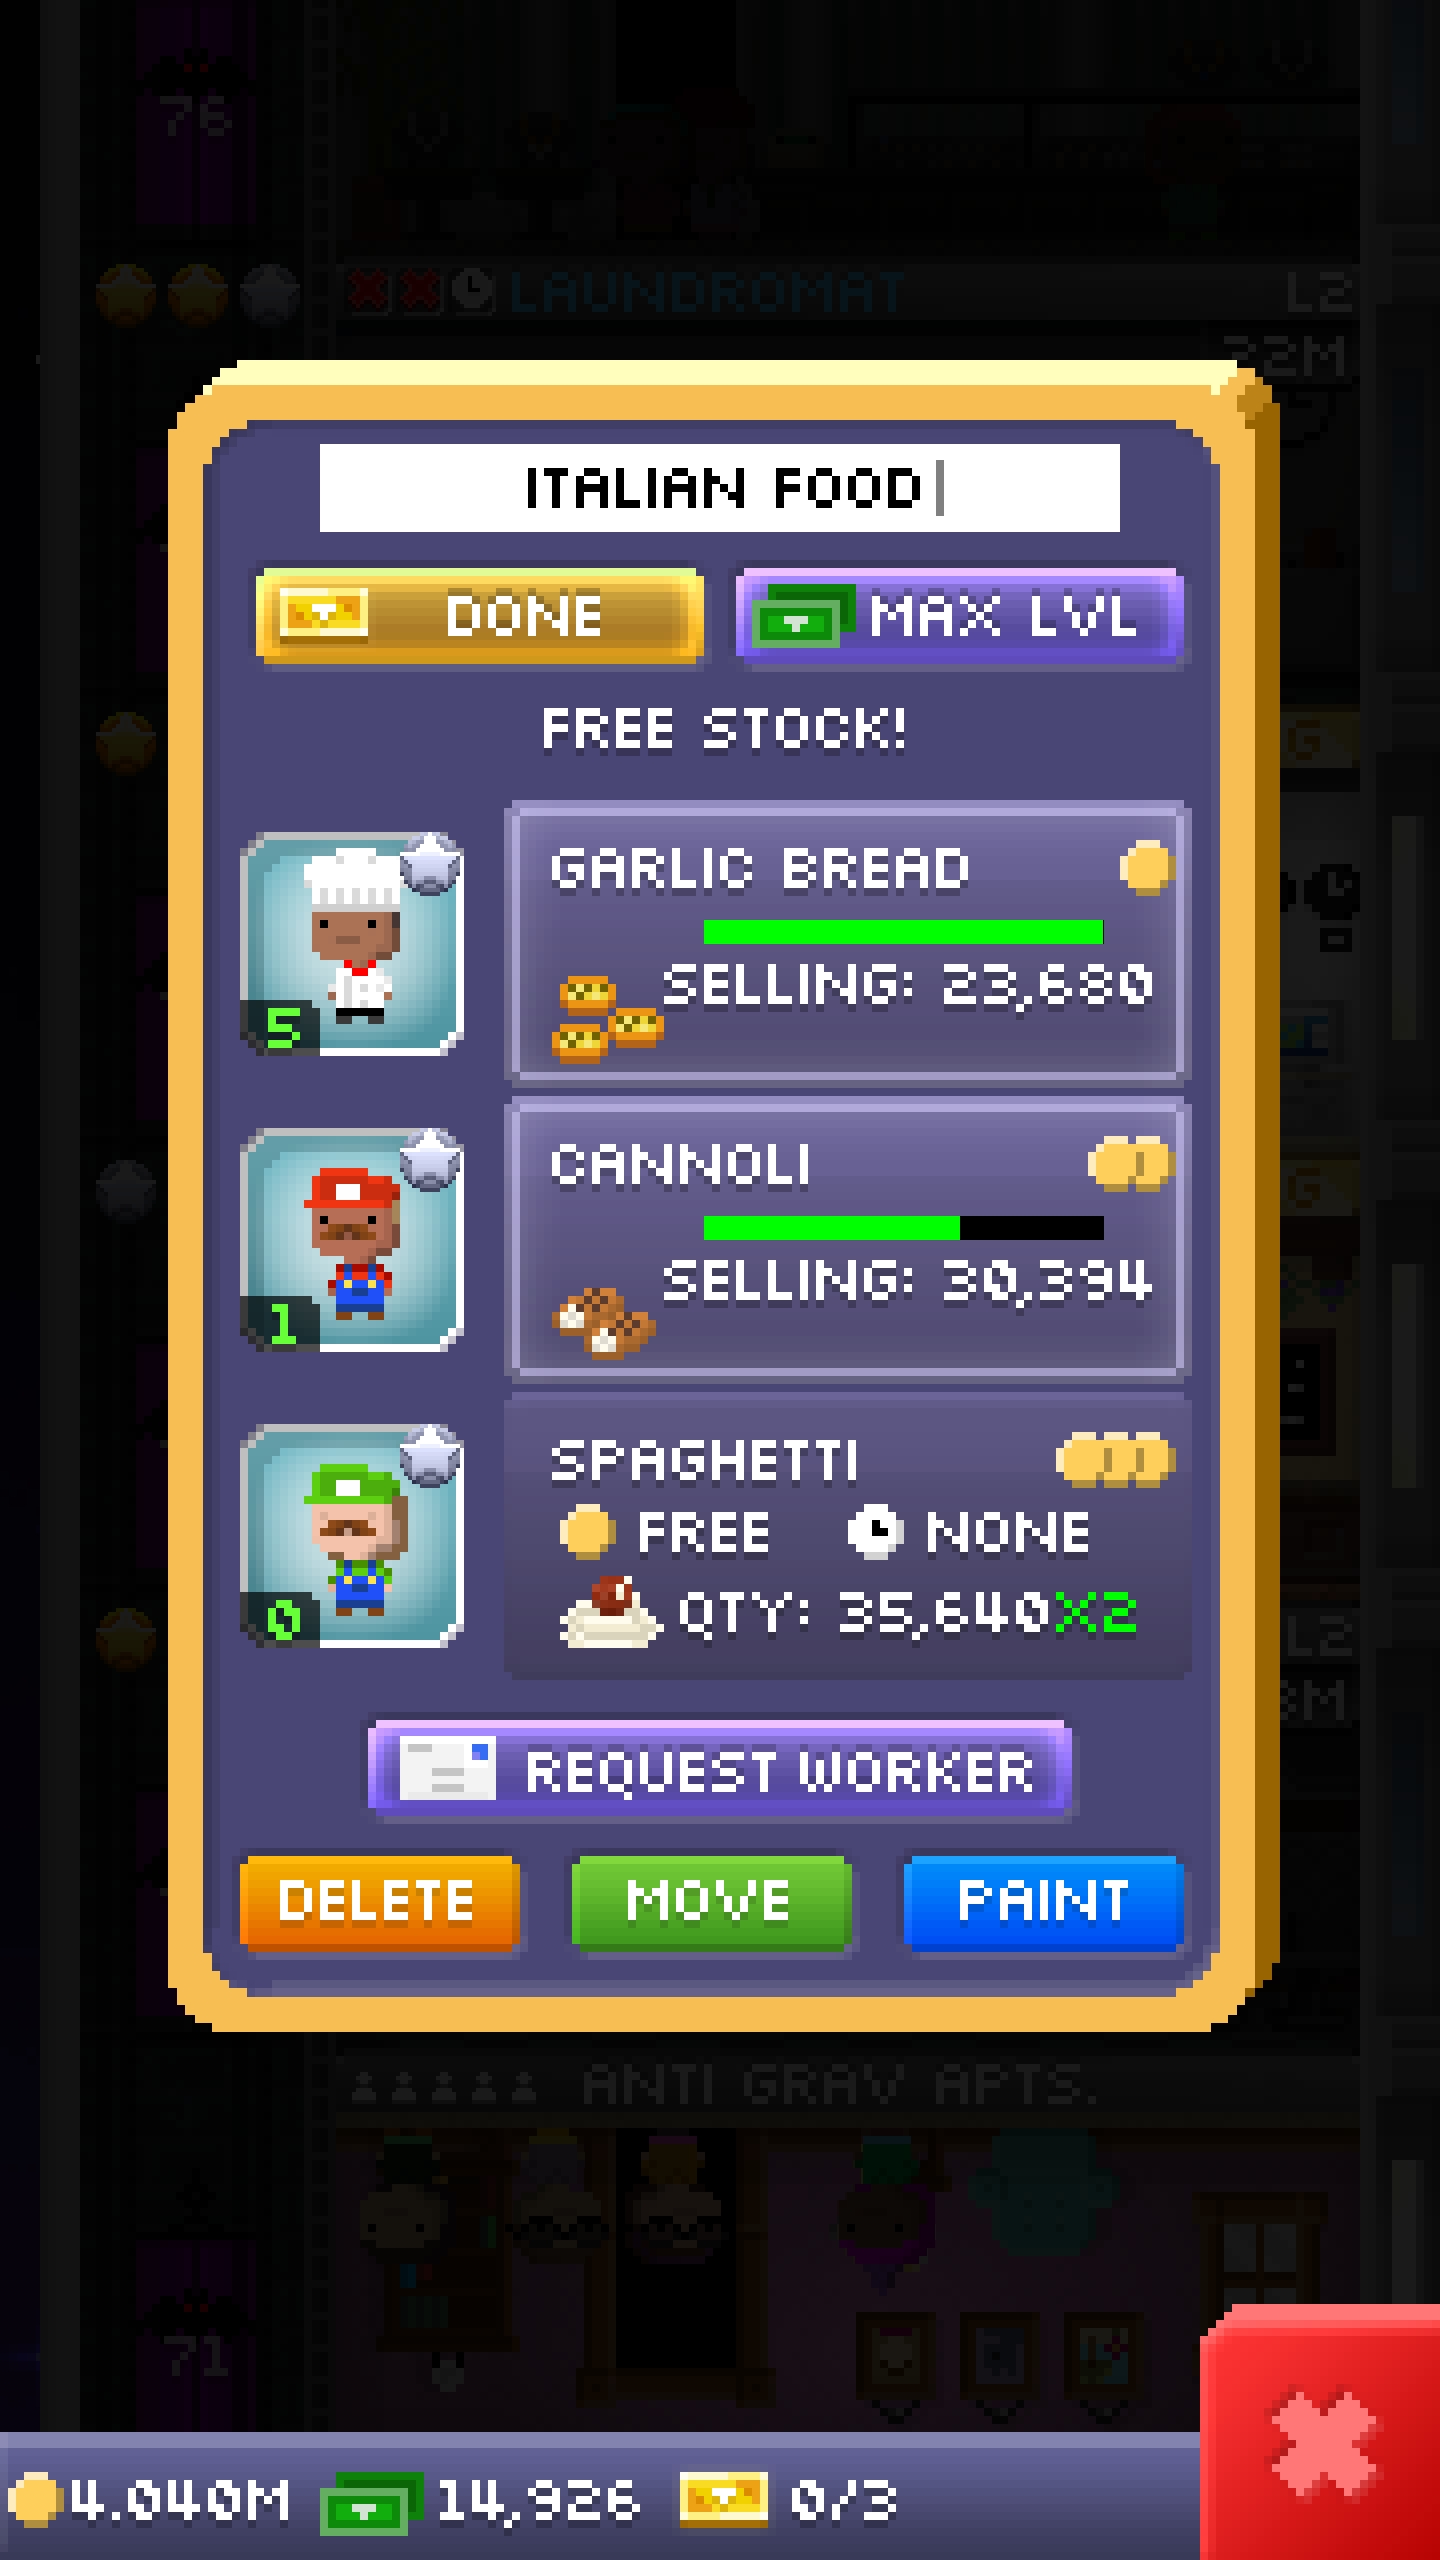 76
LAUNDROMAT L2
22M
ITALIAN FOOD
DONE MAX LVL
FREE STOCK!
G
GARLIC BREAD
SELLING: 23,680
5
CANNOLI
G
SELLING: 30,394
1
SPAGHETTI
FREE NONE
QTY: 35,640X2
0
L2
M
REQUEST WORKER
DELETE MOVE PAINT
ANTI GRAV APTS.
71
4.040M 14,926 0/3